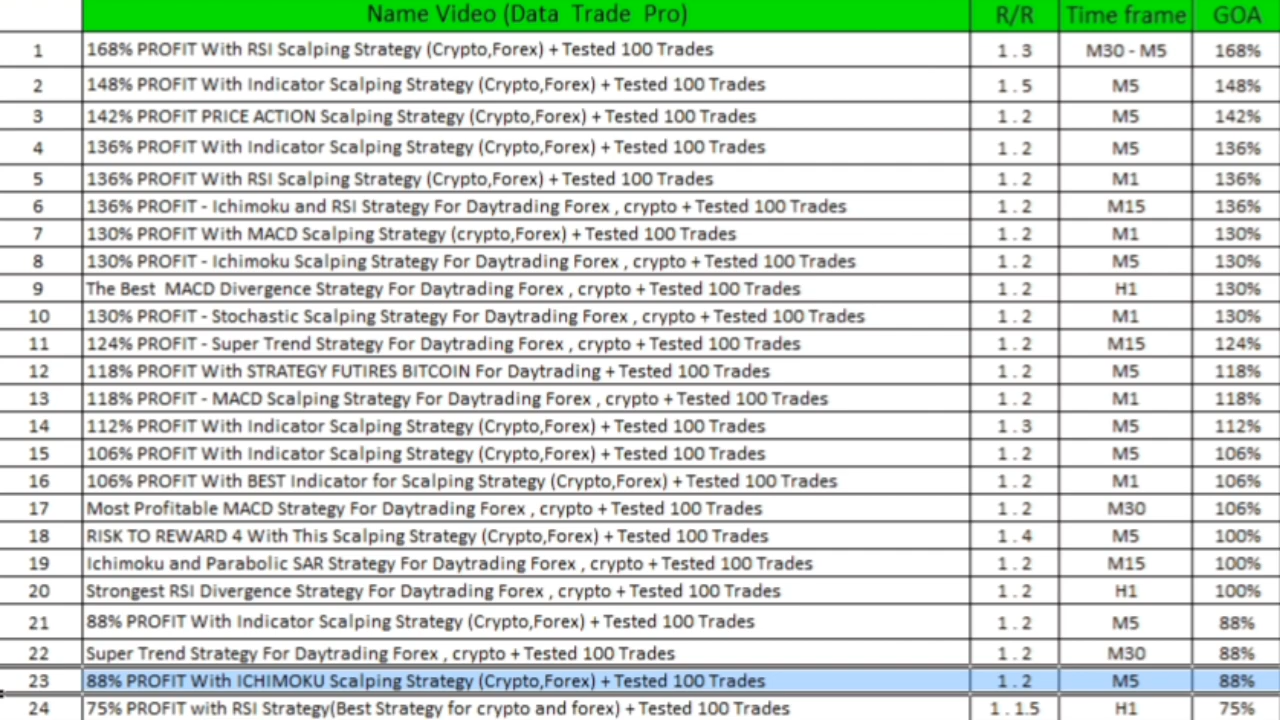 Name Video (Data Trade Pro) R/R Time frame GOA
1 168% PROFIT With RSI Scalping Strategy (Crypto,Forex) + Tested 100 Trades 1 . 3 M30 - M5 168%
2 148% PROFIT With Indicator Scalping Strategy (Crypto,Forex) + Tested 100 Trades 1 . 5 M5 148%
3 142% PROFIT PRICE ACTION Scalping Strategy (Crypto,Forex) + Tested 100 Trades 1 . 2 M5 142%
4 136% PROFIT With Indicator Scalping Strategy (Crypto,Forex) + Tested 100 Trades 1 . 2 M5 136%
5 136% PROFIT With RSI Scalping Strategy (Crypto,Forex) + Tested 100 Trades 1 . 2 M1 136%
6 136% PROFIT - Ichimoku and RSI Strategy For Daytrading Forex , crypto + Tested 100 Trades 1 . 2 M15 136%
7 130% PROFIT With MACD Scalping Strategy (crypto,Forex) + Tested 100 Trades 1 . 2 M1 130%
8 130% PROFIT - Ichimoku Scalping Strategy For Daytrading Forex , crypto + Tested 100 Trades 1 . 2 M5 130%
9 The Best MACD Divergence Strategy For Daytrading Forex , crypto + Tested 100 Trades 1 . 2 H1 130%
10 130% PROFIT - Stochastic Scalping Strategy For Daytrading Forex , crypto + Tested 100 Trades 1 . 2 M1 130%
11 124% PROFIT - Super Trend Strategy For Daytrading Forex , crypto + Tested 100 Trades 1 . 2 M15 124%
12 118% PROFIT With STRATEGY FUTIRES BITCOIN For Daytrading + Tested 100 Trades 1 . 2 M5 118%
13 118% PROFIT - MACD Scalping Strategy For Daytrading Forex , crypto + Tested 100 Trades 1 . 2 M1 118%
14 112% PROFIT With Indicator Scalping Strategy (Crypto,Forex) + Tested 100 Trades 1 . 3 M5 112%
15 106% PROFIT With Indicator Scalping Strategy (Crypto,Forex) + Tested 100 Trades 1 . 2 M5 106%
16 106% PROFIT With BEST Indicator for Scalping Strategy (Crypto,Forex) + Tested 100 Trades 1 . 2 M1 106%
17 Most Profitable MACD Strategy For Daytrading Forex , crypto + Tested 100 Trades 1 . 2 M30 106%
18 RISK TO REWARD 4 With This Scalping Strategy (Crypto,Forex) + Tested 100 Trades 1 . 4 M5 100%
19 Ichimoku and Parabolic SAR Strategy For Daytrading Forex , crypto + Tested 100 Trades 1 . 2 M15 100%
20 Strongest RSI Divergence Strategy For Daytrading Forex , crypto + Tested 100 Trades 1 . 2 H1 100%
21 88% PROFIT With Indicator Scalping Strategy (Crypto,Forex) + Tested 100 Trades 1 . 2 M5 88%
22 Super Trend Strategy For Daytrading Forex , crypto + Tested 100 Trades 1 . 2 M30 88%
23 88% PROFIT With ICHIMOKU Scalping Strategy (Crypto,Forex) + Tested 100 Trades 1 . 2 M5 88%
24 75% PROFIT with RSI Strategy(Best Strategy for crypto and forex) + Tested 100 Trades 1 . 1.5 H1 75%